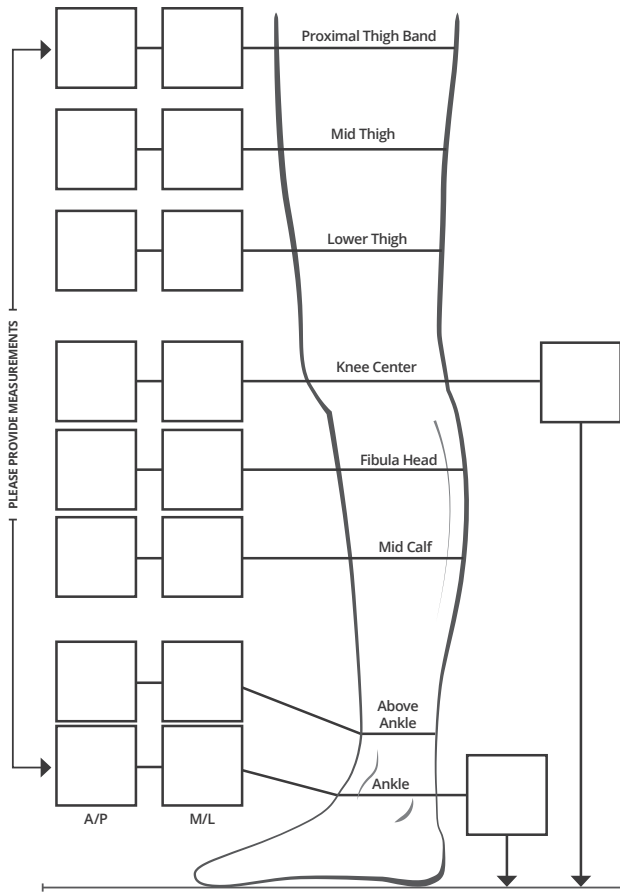 Proximal Thigh Band
Mid Thigh
Lower Thigh
PLEASE PROVIDE MEASUREMENTS
Knee Center
Fibula Head
Mid Calf
Above
Ankle
Ankle
A/P
M/L